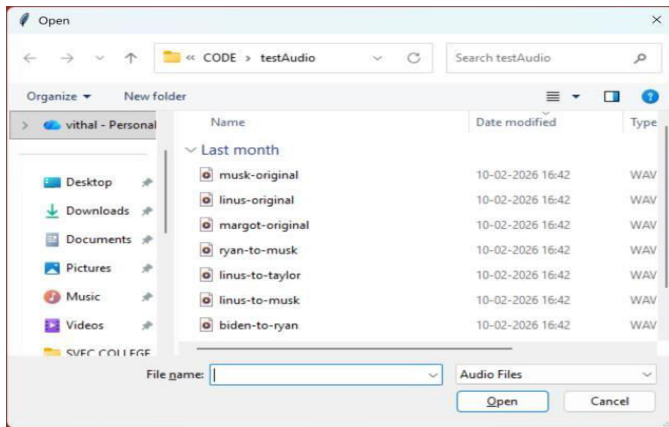 Open
« CODE > testAudio
Search testAudio
Organize
New folder
vithal - Personal
Name
Date modified
Type
Last month
Desktop
Downloads
Documents
Pictures
Music
Videos
SVEC COLLEGE
musk-original 10-02-2026 16:42 WAV
linus-original 10-02-2026 16:42 WAV
margot-original 10-02-2026 16:42 WAV
ryan-to-musk 10-02-2026 16:42 WAV
linus-to-taylor 10-02-2026 16:42 WAV
linus-to-musk 10-02-2026 16:42 WAV
biden-to-ryan 10-02-2026 16:42 WAV
File name:
Audio Files
Open
Cancel